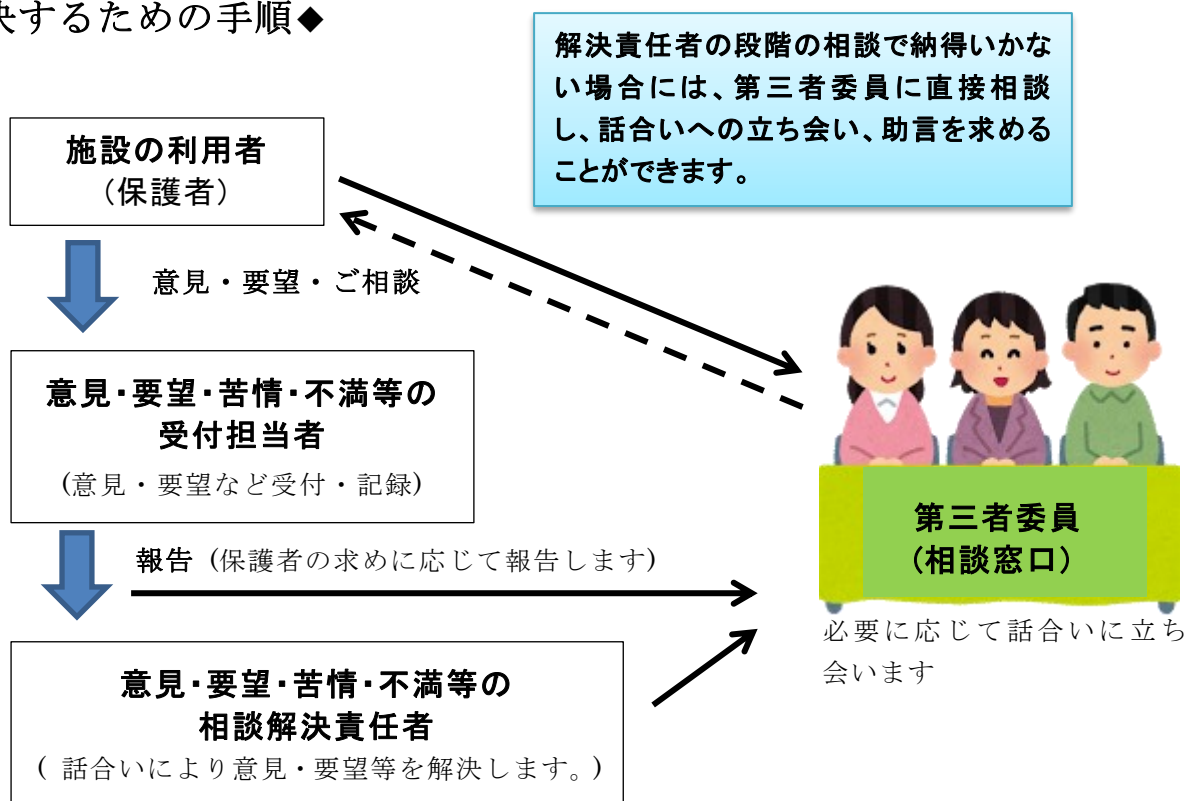 決するための手順◆
解決責任者の段階の相談で納得いかな
い場合には、第三者委員に直接相談
し、話合いへの立ち会い、助言を求める
ことができます。
施設の利用者
（保護者）
意見・要望・ご相談
意見・要望・苦情・不満等の
受付担当者
(意見・要望など受付・記録)
報告 (保護者の求めに応じて報告します)
第三者委員
(相談窓口)
必要に応じて話合いに立ち
会います
意見・要望・苦情・不満等の
相談解決責任者
( 話合いにより意見・要望等を解決します。)